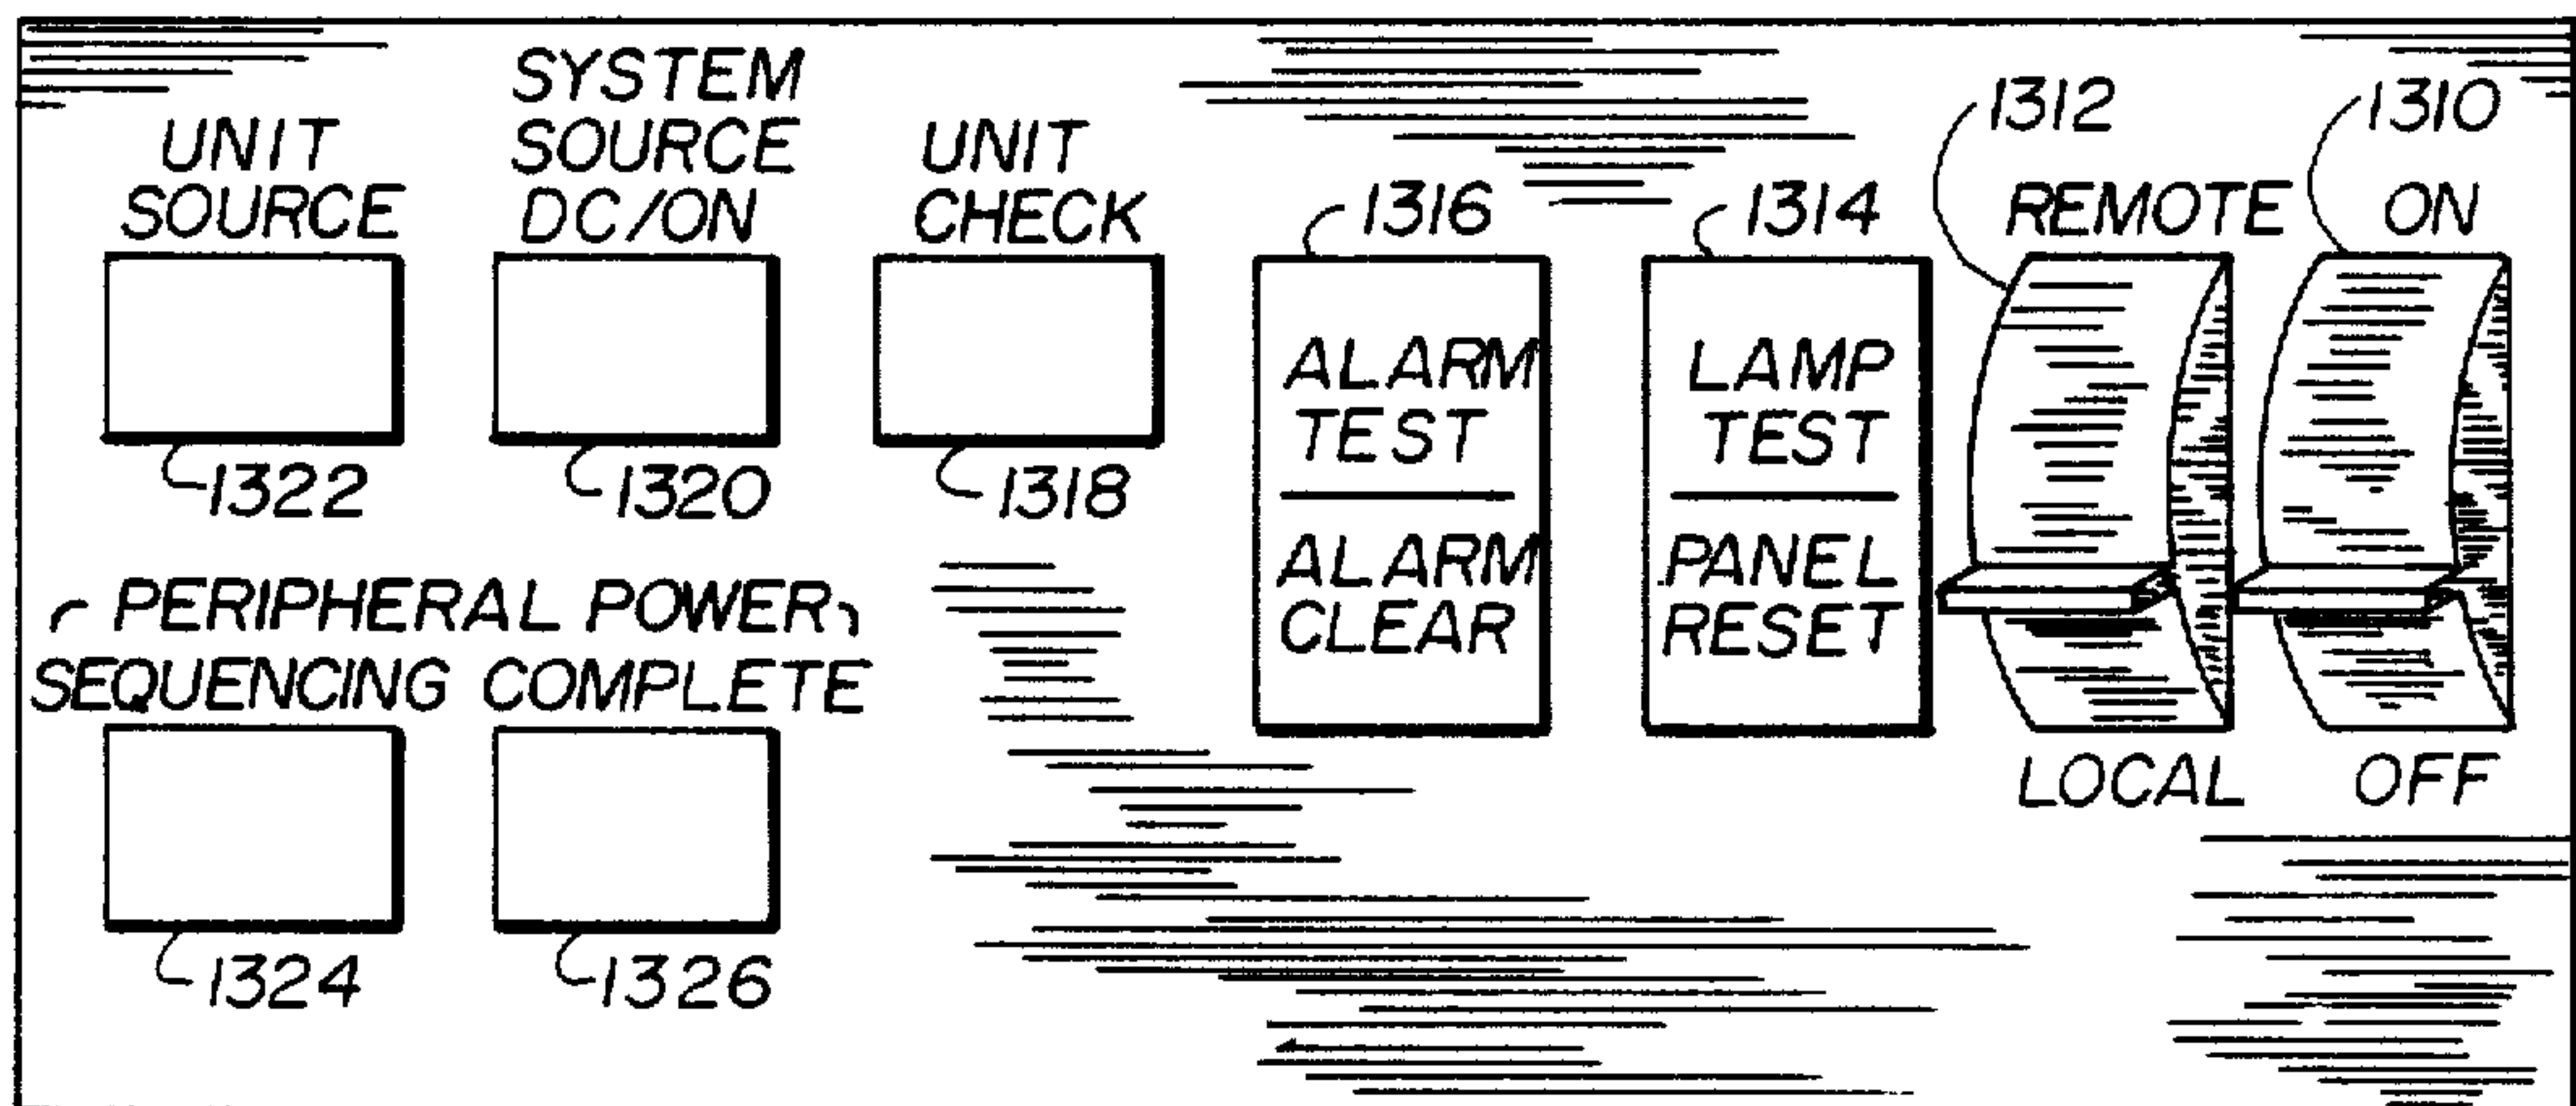 UNIT
SOURCE
1322
SYSTEM
SOURCE
DC/ON
1320
UNIT
CHECK
1318
1316
ALARM
TEST
ALARM
CLEAR
1314
LAMP
TEST
PANEL
RESET
1312
REMOTE
LOCAL
1310
ON
OFF
PERIPHERAL POWER
SEQUENCING COMPLETE
1324
1326